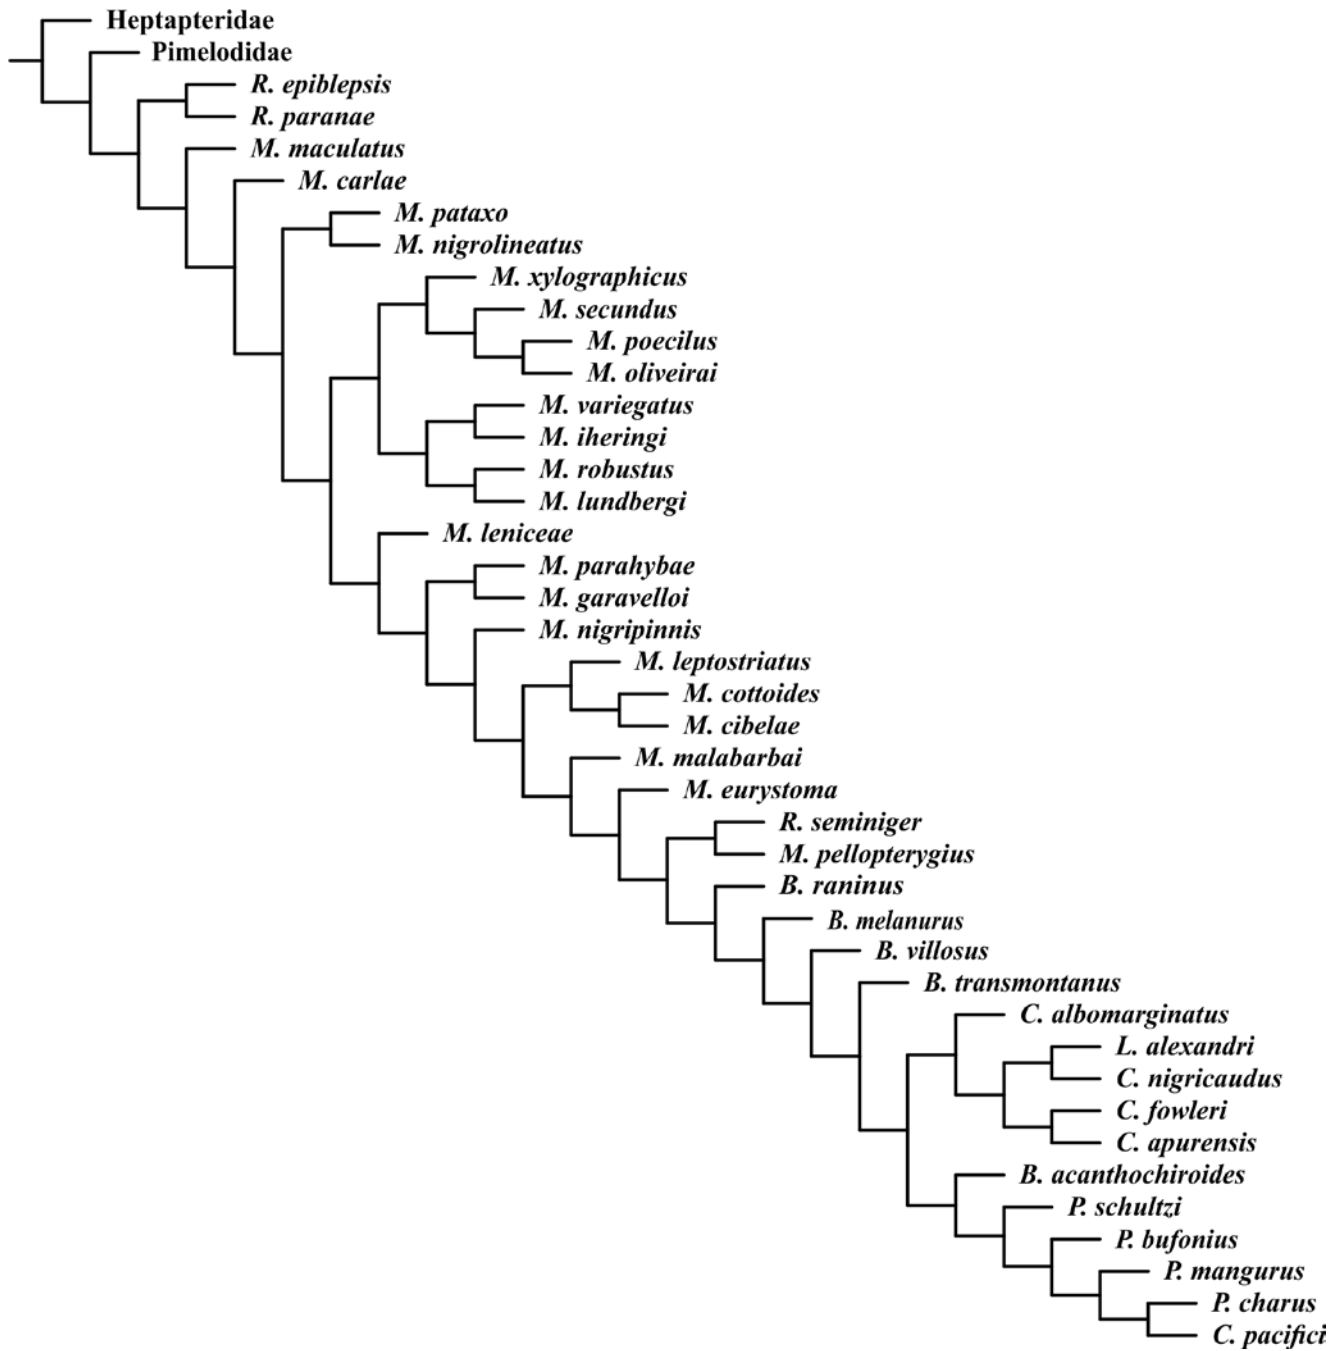 Heptapteridae
Pimelodidae
R. epiblepsis
R. paranae
M. maculatus
M. carlae
M. pataxo
M. nigrolineatus
M. xylographicus
M. secundus
M. poecilus
M. oliveirai
M. variegatus
M. iheringi
M. robustus
M. lundbergi
M. leniceae
M. parahybae
M. garavelloi
M. nigripinnis
M. leptostriatus
M. cottoides
M. cibelae
M. malabarbai
M. eurystoma
R. seminiger
M. pellopterygius
B. raninus
B. melanurus
B. villosus
B. transmontanus
C. albomarginatus
L. alexandri
C. nigricaudus
C. fowleri
C. apurensis
B. acanthochiroides
P. schultzi
P. bufonius
P. mangurus
P. charus
C. pacifici